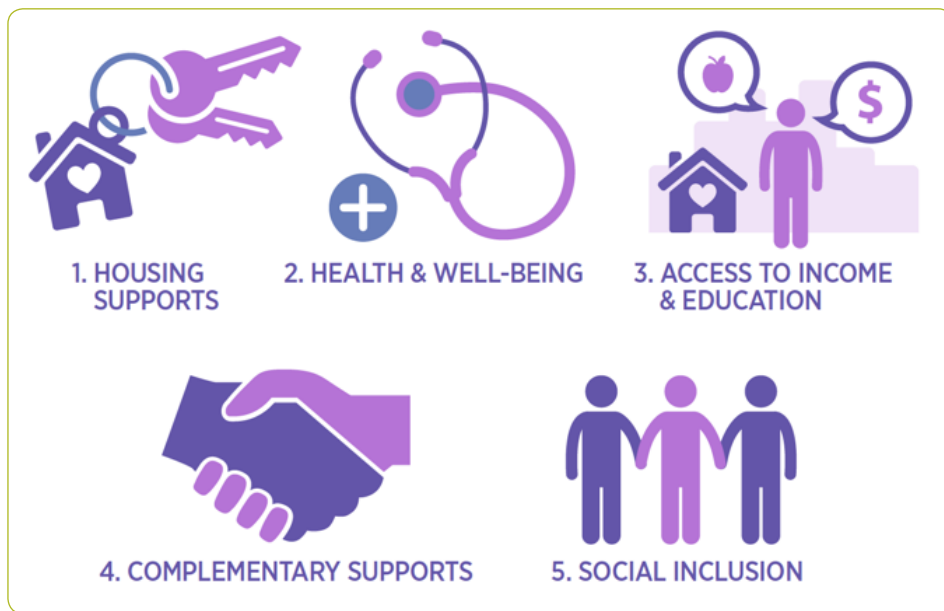 $
1. HOUSING
SUPPORTS
2. HEALTH & WELL-BEING
3. ACCESS TO INCOME
& EDUCATION
4. COMPLEMENTARY SUPPORTS
5. SOCIAL INCLUSION